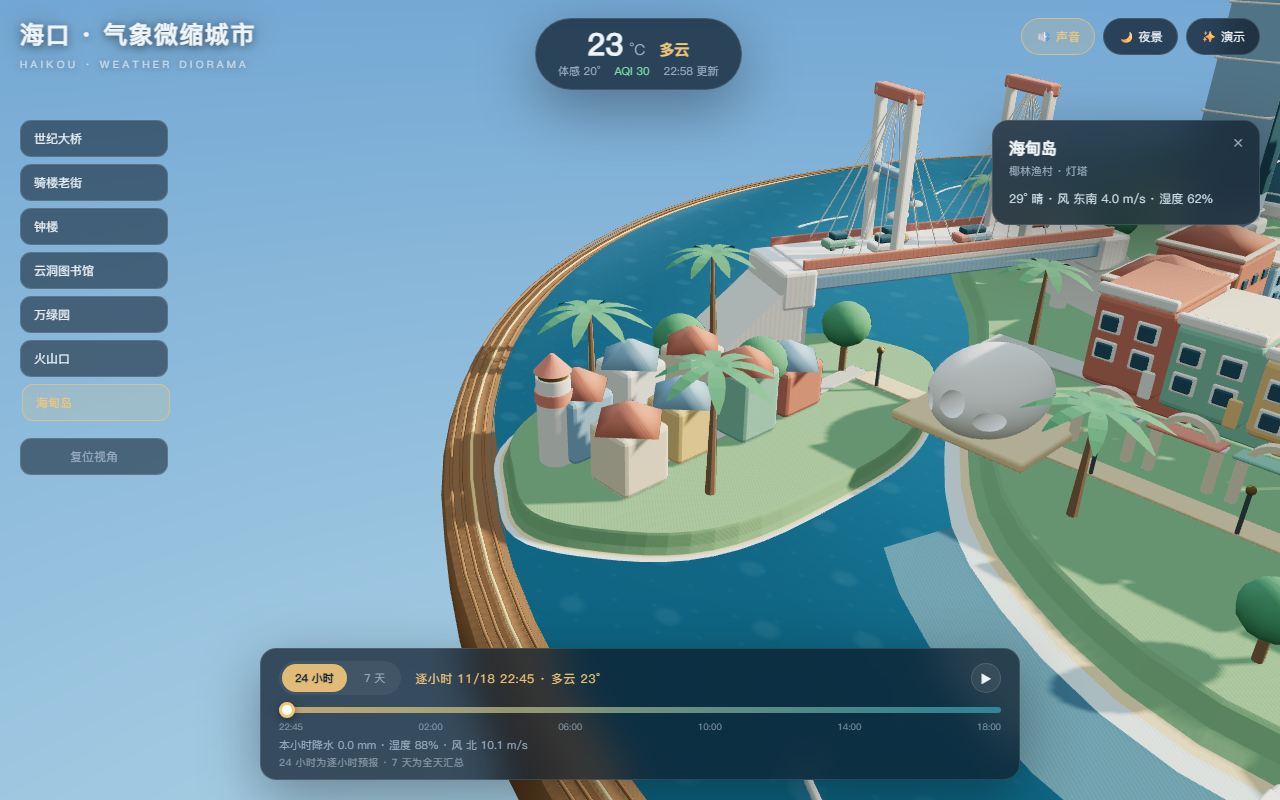 海口 · 气象微缩城市
HAIKOU · WEATHER DIORAMA
23 °C 多云
体感 20° AQI 30 22:58 更新
声音
夜景
演示
世纪大桥
骑楼老街
钟楼
云洞图书馆
万绿园
火山口
海甸岛
复位视角
海甸岛 ×
椰林渔村 · 灯塔
29° 晴 · 风 东南 4.0 m/s · 湿度 62%
24 小时 7 天 逐小时 11/18 22:45 · 多云 23°
22:45 02:00 06:00 10:00 14:00 18:00
本小时降水 0.0 mm · 湿度 88% · 风 北 10.1 m/s
24 小时为逐小时预报 · 7 天为全天汇总